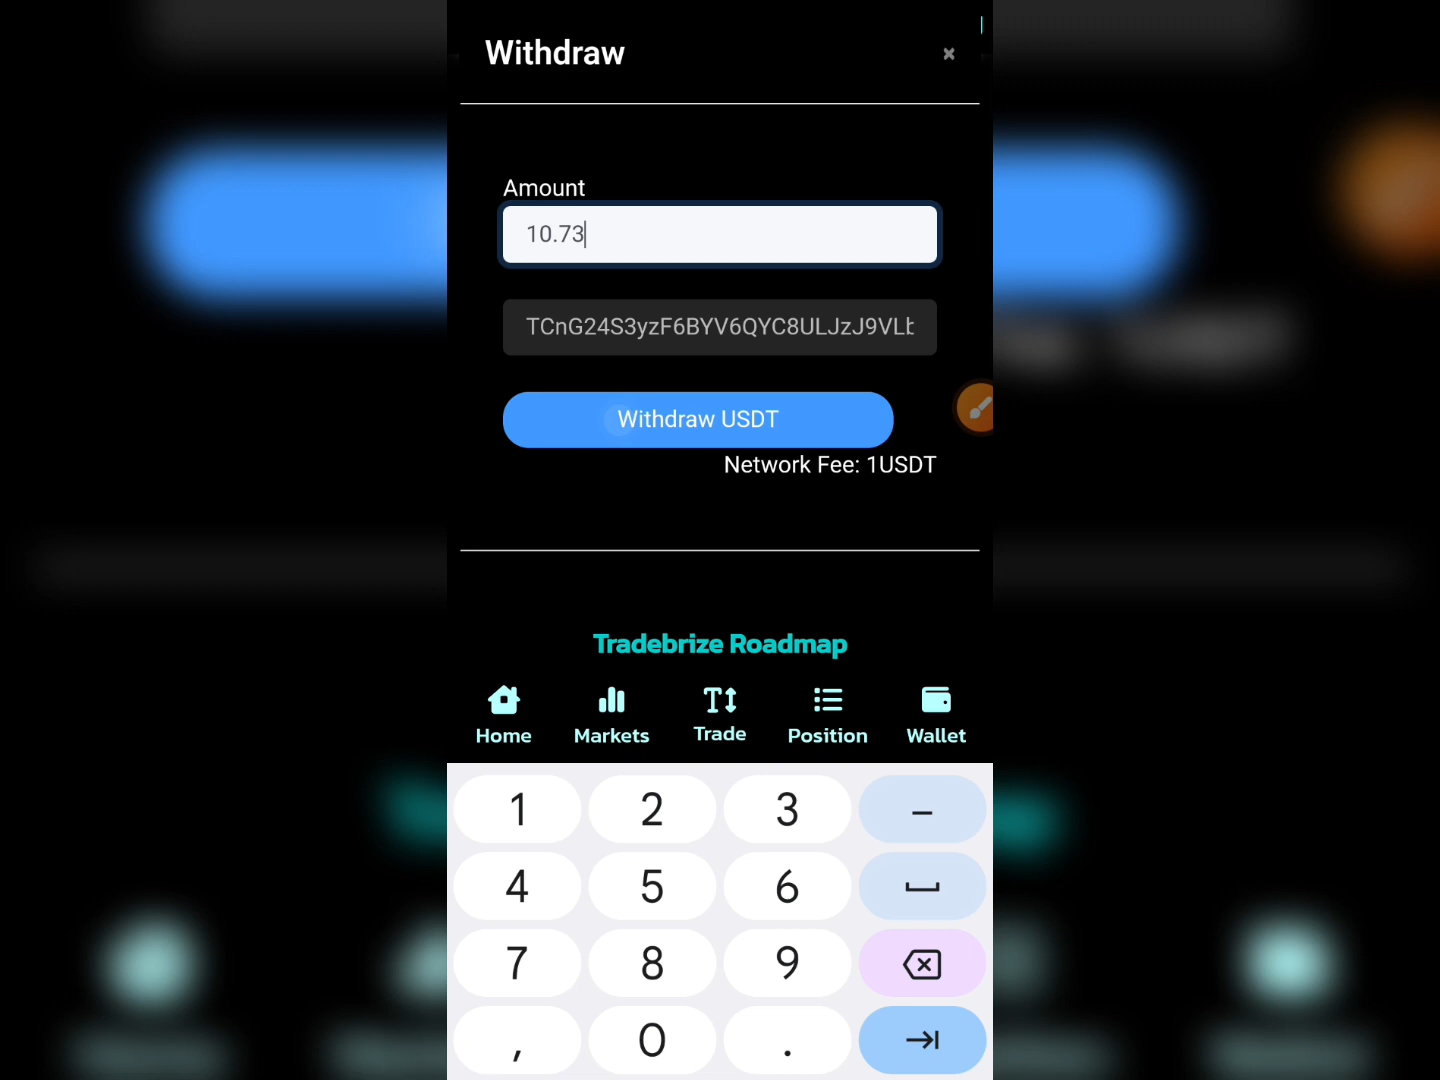 Withdraw
Amount
10.73
TCnG24S3yzF6BYV6QYC8ULJzJ9VLt
Withdraw USDT
Network Fee: 1USDT
Tradebrize Roadmap
Home Markets Trade Position Wallet
1 2 3 –
4 5 6
7 8 9
, 0 .